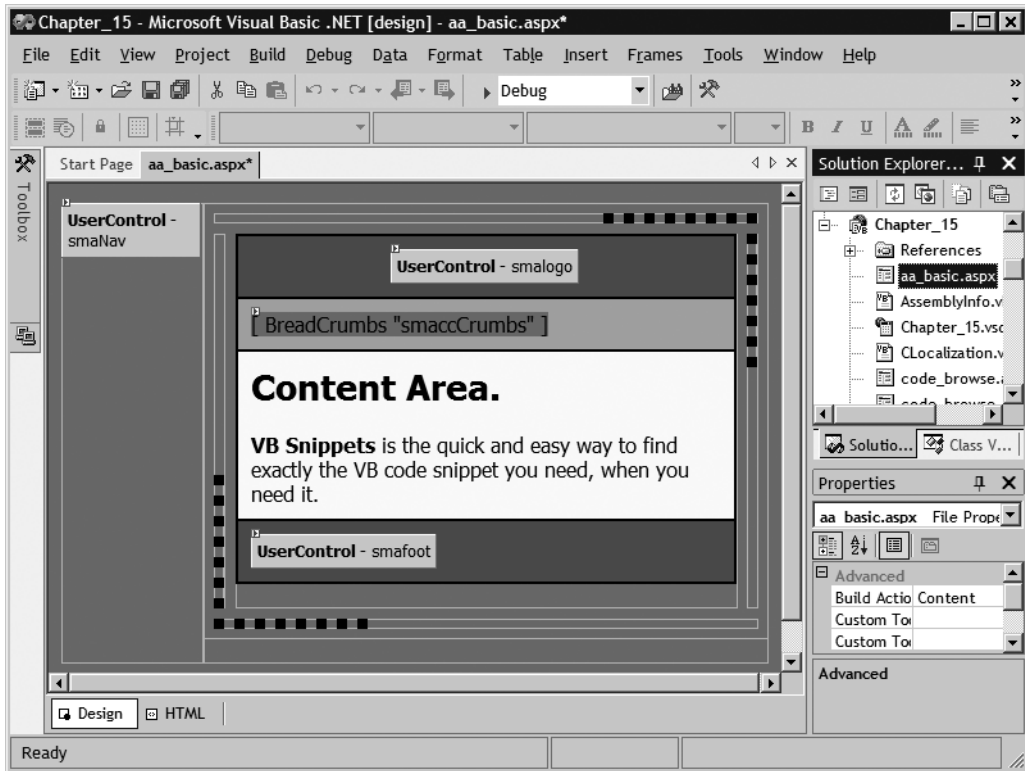 Chapter_15 - Microsoft Visual Basic .NET [design] - aa_basic.aspx*
File Edit View Project Build Debug Data Format Table Insert Frames Tools Window Help
Debug
B I U A
Toolbox
Start Page aa_basic.aspx*
UserControl -
smaNav
UserControl - smalogo
[ BreadCrumbs "smaccCrumbs" ]
Content Area.
VB Snippets is the quick and easy way to find
exactly the VB code snippet you need, when you
need it.
UserControl - smafoot
Design HTML
Solution Explorer...
Chapter_15
References
aa_basic.aspx
AssemblyInfo.v
Chapter_15.vsc
CLocalization.v
code_browse.a
code_browse
Solutio... Class V...
Properties
aa_basic.aspx File Prope
Advanced
Build Actio Content
Custom Too
Custom Too
Advanced
Ready